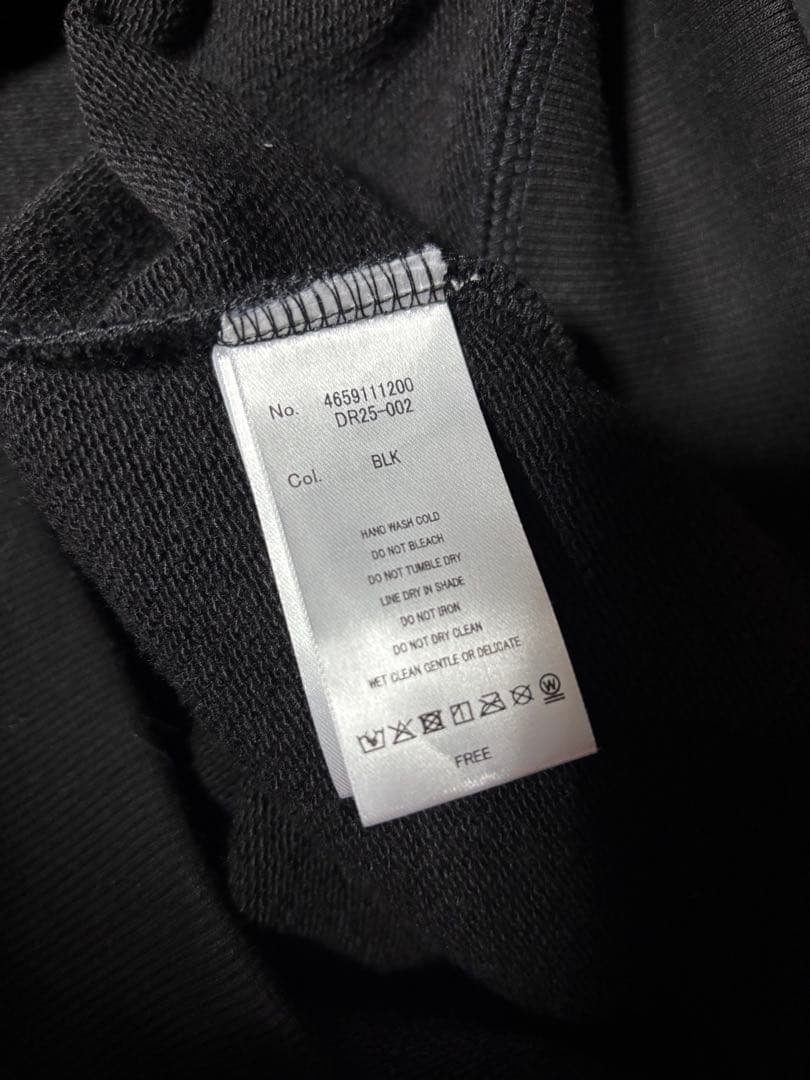 No. 4659111200
DR25-002
Col. BLK
HAND WASH COLD
DO NOT BLEACH
DO NOT TUMBLE DRY
LINE DRY IN SHADE
DO NOT IRON
DO NOT DRY CLEAN
WET CLEAN GENTLE OR DELICATE
W
FREE